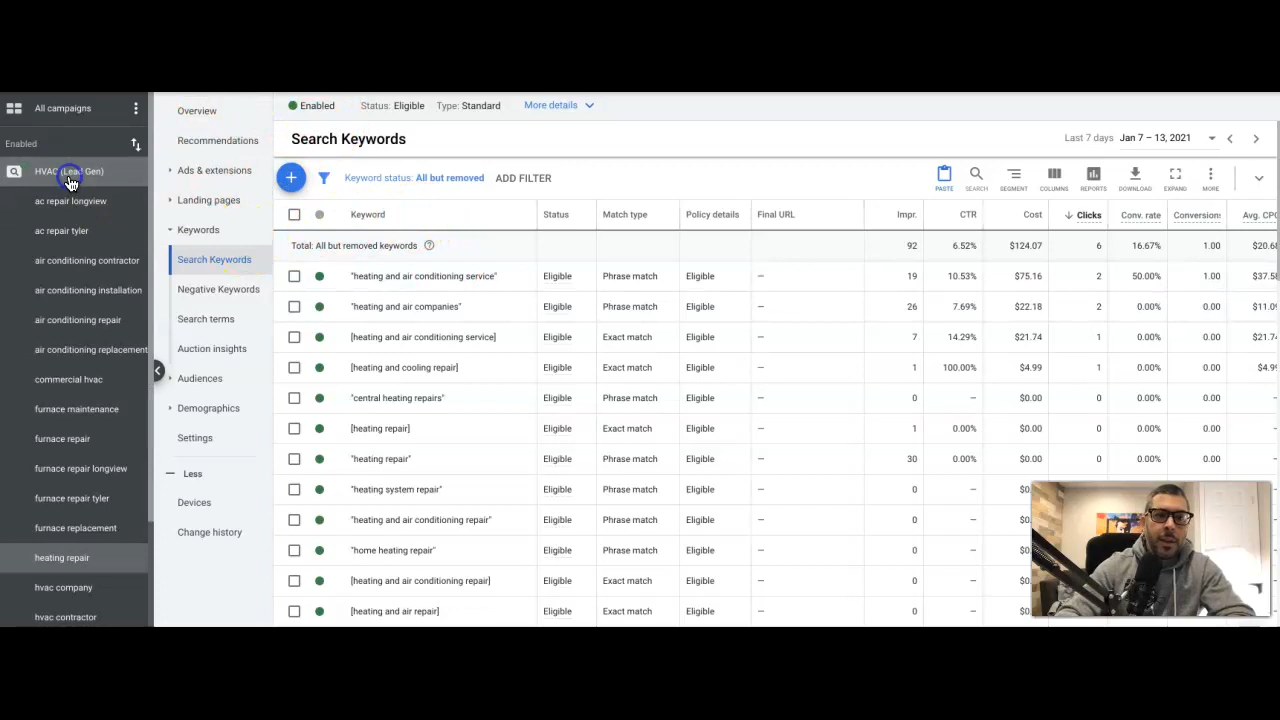 All campaigns
Enabled
HVAC (Lead Gen)
ac repair longview
ac repair tyler
air conditioning contractor
air conditioning installation
air conditioning repair
air conditioning replacement
commercial hvac
furnace maintenance
furnace repair
furnace repair longview
furnace repair tyler
furnace replacement
heating repair
hvac company
hvac contractor
Overview
Recommendations
Ads & extensions
Landing pages
Keywords
Search Keywords
Negative Keywords
Search terms
Auction insights
Audiences
Demographics
Settings
Less
Devices
Change history
Enabled Status: Eligible Type: Standard More details
Search Keywords Last 7 days Jan 7 – 13, 2021
Keyword status: All but removed ADD FILTER PASTE SEARCH SEGMENT COLUMNS REPORTS DOWNLOAD EXPAND MORE
Keyword Status Match type Policy details Final URL Impr. CTR Cost Clicks Conv. rate Conversions Avg. CPC
Total: All but removed keywords 92 6.52% $124.07 6 16.67% 1.00 $20.68
"heating and air conditioning service" Eligible Phrase match Eligible — 19 10.53% $75.16 2 50.00% 1.00 $37.58
"heating and air companies" Eligible Phrase match Eligible — 26 7.69% $22.18 2 0.00% 0.00 $11.09
[heating and air conditioning service] Eligible Exact match Eligible — 7 14.29% $21.74 1 0.00% 0.00 $21.74
[heating and cooling repair] Eligible Exact match Eligible — 1 100.00% $4.99 1 0.00% 0.00 $4.99
"central heating repairs" Eligible Phrase match Eligible — 0 – $0.00 0 0.00% 0.00 –
[heating repair] Eligible Exact match Eligible — 1 0.00% $0.00 0 0.00% 0.00 –
"heating repair" Eligible Phrase match Eligible — 30 0.00% $0.00 0 0.00% 0.00 –
"heating system repair" Eligible Phrase match Eligible — 0 – $0.
"heating and air conditioning repair" Eligible Phrase match Eligible — 0 – $0.
"home heating repair" Eligible Phrase match Eligible — 0 – $0.
[heating and air conditioning repair] Eligible Exact match Eligible — 0 – $0.
[heating and air repair] Eligible Exact match Eligible — 0 – $0.